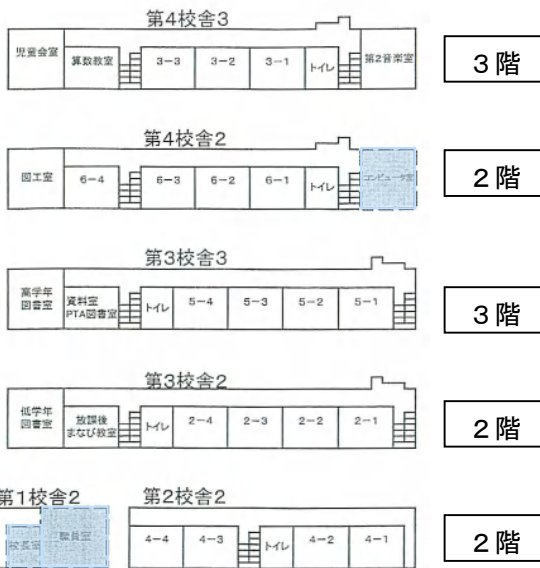 第4校舎3
児童会室 算数教室 3-3 3-2 3-1 トイレ 第2音楽室
3階
第4校舎2
図工室 6-4 6-3 6-2 6-1 トイレ コンピュータ室
2階
第3校舎3
高学年
図書室
資料室
PTA図書室
トイレ 5-4 5-3 5-2 5-1
3階
第3校舎2
低学年
図書室
放課後
まなび教室
トイレ 2-4 2-3 2-2 2-1
2階
第1校舎2
校長室 職員室
第2校舎2
4-4 4-3 トイレ 4-2 4-1
2階